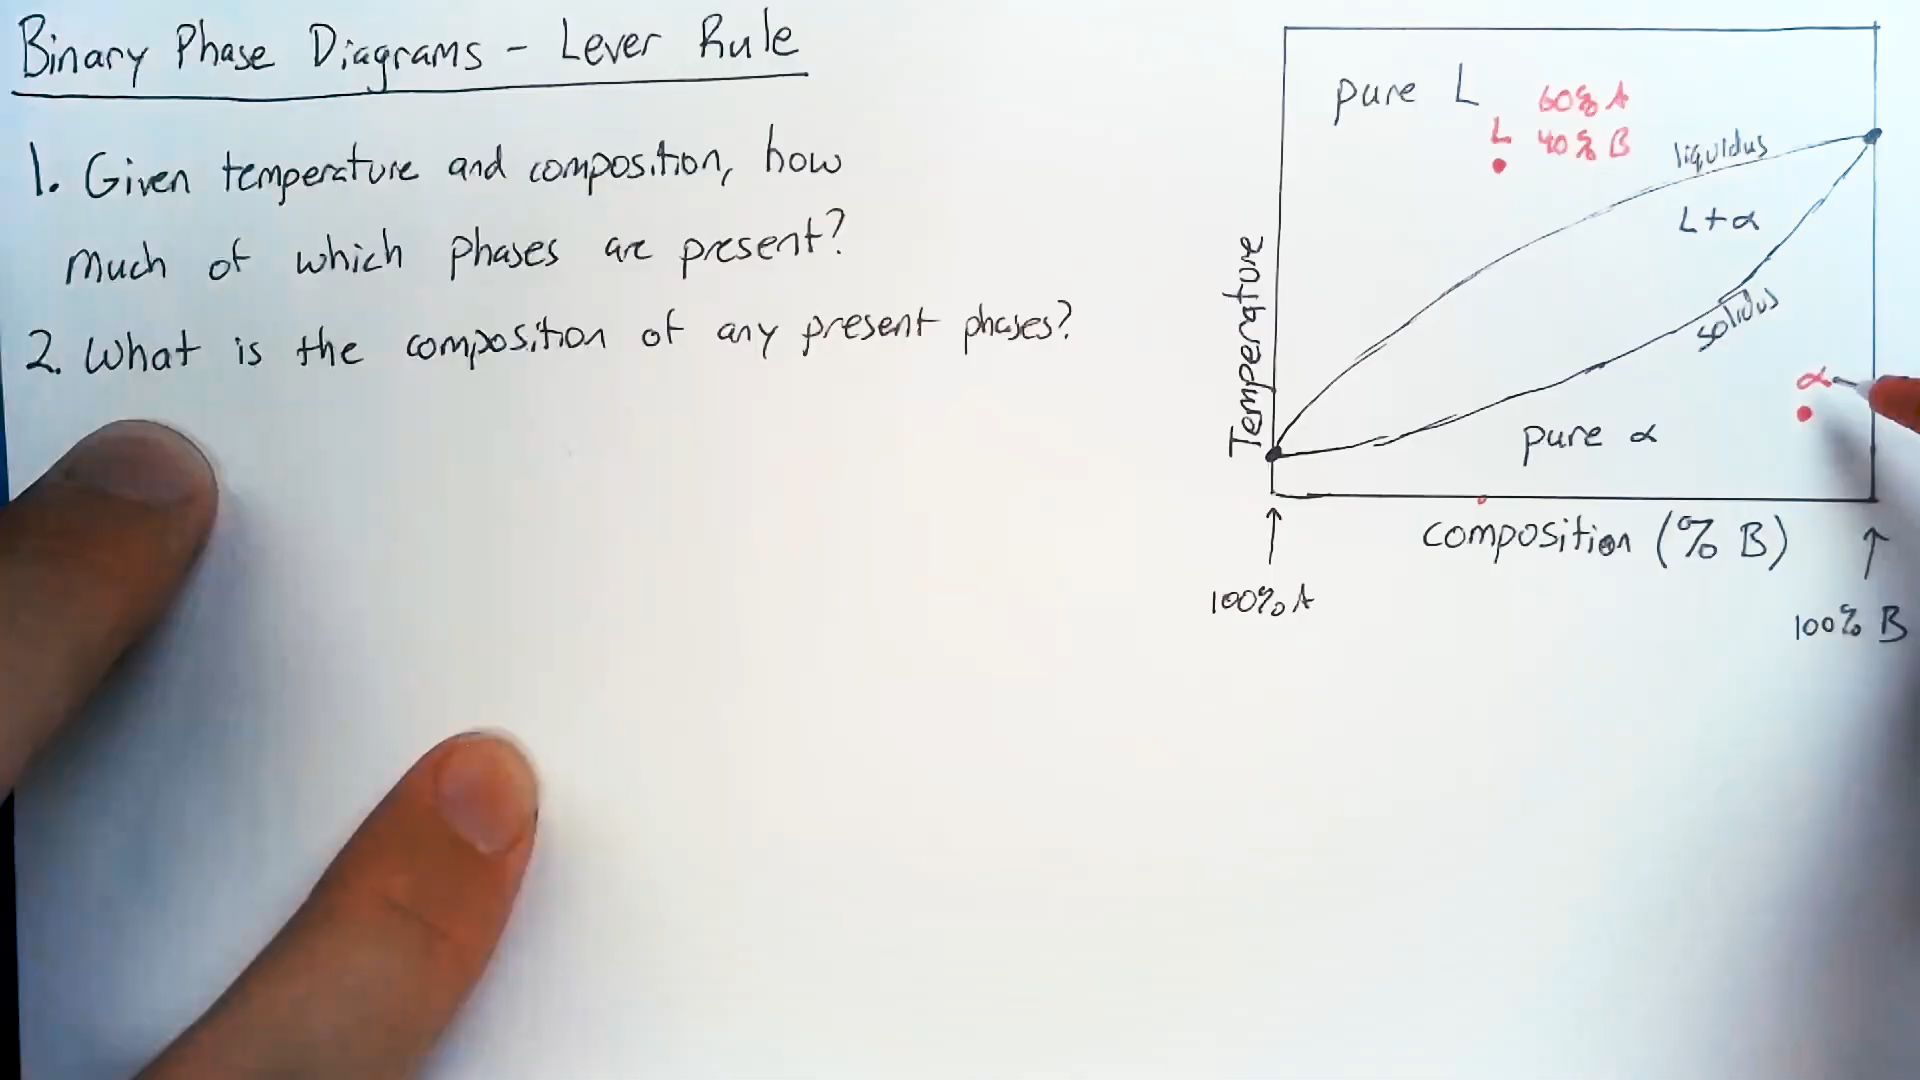 Binary Phase Diagrams - Lever Rule
1. Given temperature and composition, how
much of which phases are present?
2. What is the composition of any present phases?
pure L
60% A
L 40% B
liquidus
L+α
solidus
α
pure α
Temperature
composition (% B)
100% A
100% B